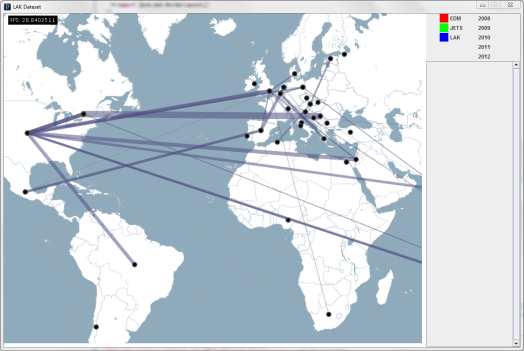 LAK Dataset
FPS: 28.8403511
EDM 2008
JETS 2009
LAK 2010
2011
2012